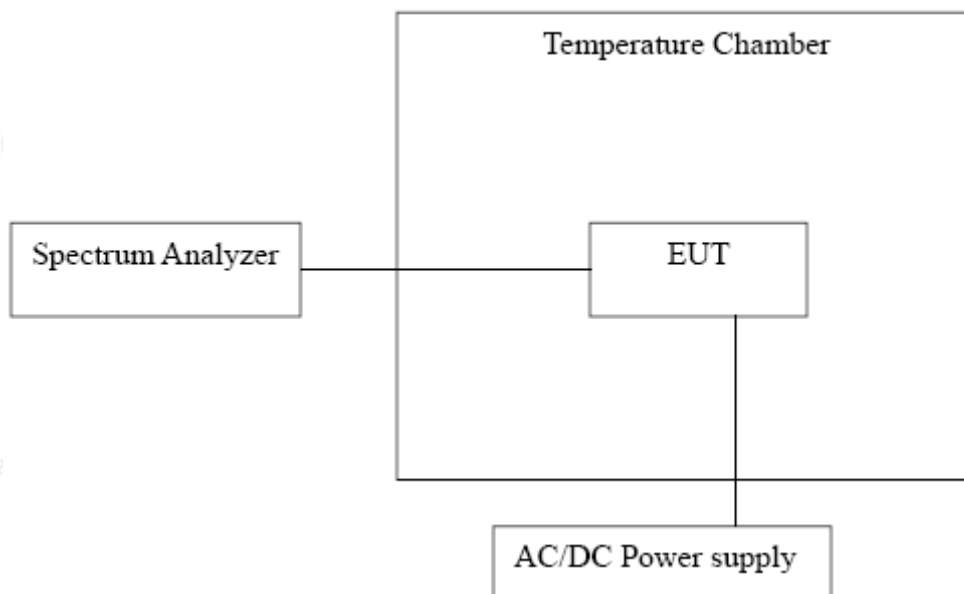 Temperature Chamber
Spectrum Analyzer
EUT
AC/DC Power supply